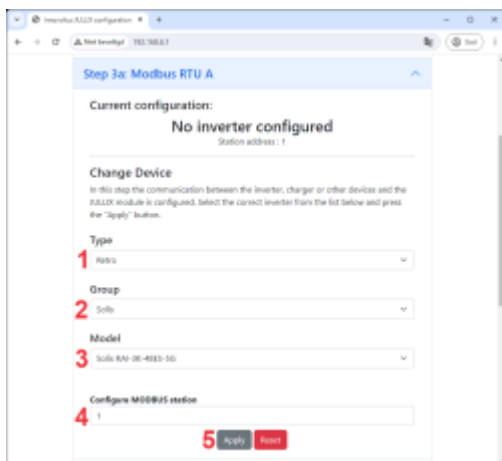 Step 3a: Modbus RTU A
Current configuration:
No inverter configured
Station address: 1
Change Device
In this step the communication between the inverter, charger or other devices and the
module is configured. Select the correct inverter from the list below and press
the "Apply" button.
Type
1 Retro
Group
2 Solis
Model
3 Solis
Configure MODBUS station
4 1
5 Apply Reset